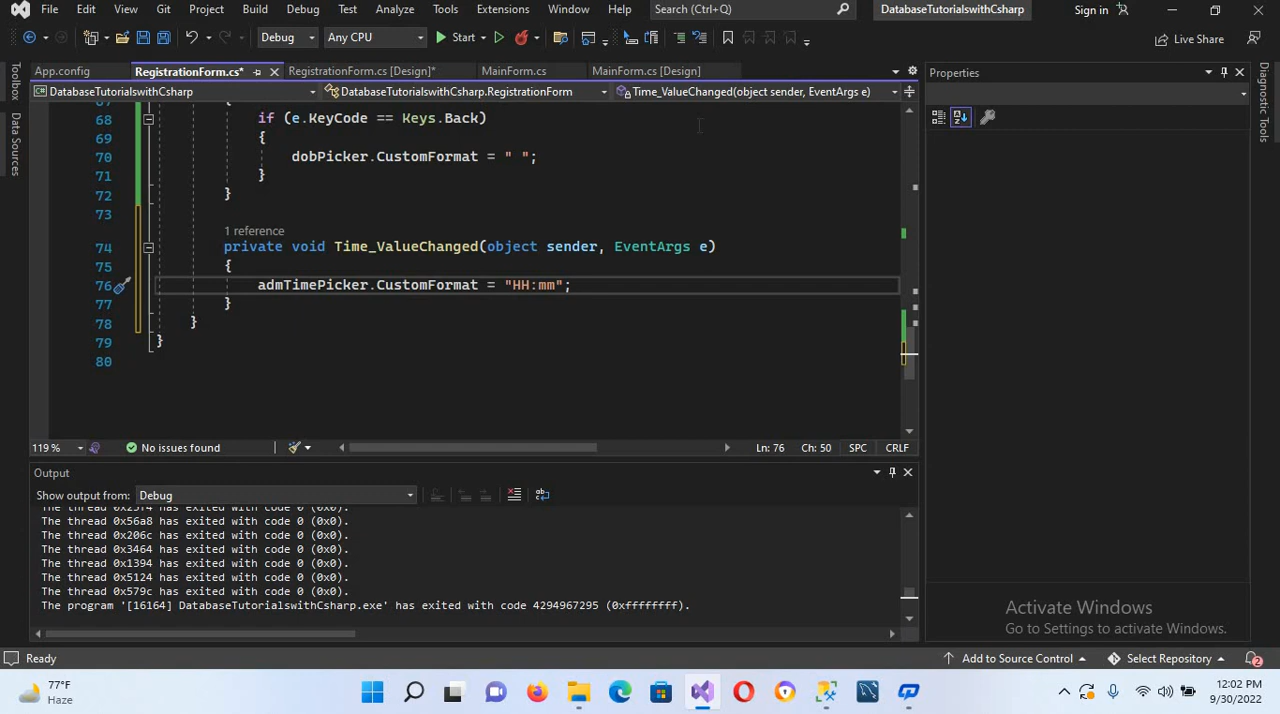 File Edit View Git Project Build Debug Test Analyze Tools Extensions Window Help Search (Ctrl+Q) DatabaseTutorialswithCsharp Sign in
Debug Any CPU Start Live Share
App.config RegistrationForm.cs* RegistrationForm.cs [Design]* MainForm.cs MainForm.cs [Design] Properties
DatabaseTutorialswithCsharp DatabaseTutorialswithCsharp.RegistrationForm Time_ValueChanged(object sender, EventArgs e)
Toolbox
Data Sources
Diagnostic Tools
68 if (e.KeyCode == Keys.Back)
69 {
70 dobPicker.CustomFormat = " ";
71 }
72 }
73
1 reference
74 private void Time_ValueChanged(object sender, EventArgs e)
75 {
76 admTimePicker.CustomFormat = "HH:mm";
77 }
78 }
79 }
80
119 % No issues found Ln: 76 Ch: 50 SPC CRLF
Output
Show output from: Debug
The thread 0x56a8 has exited with code 0 (0x0).
The thread 0x206c has exited with code 0 (0x0).
The thread 0x3464 has exited with code 0 (0x0).
The thread 0x1394 has exited with code 0 (0x0).
The thread 0x5124 has exited with code 0 (0x0).
The thread 0x579c has exited with code 0 (0x0).
The program '[16164] DatabaseTutorialswithCsharp.exe' has exited with code 4294967295 (0xffffffff).
Activate Windows
Go to Settings to activate Windows.
Ready Add to Source Control Select Repository 2
77°F
Haze
12:02 PM
9/30/2022